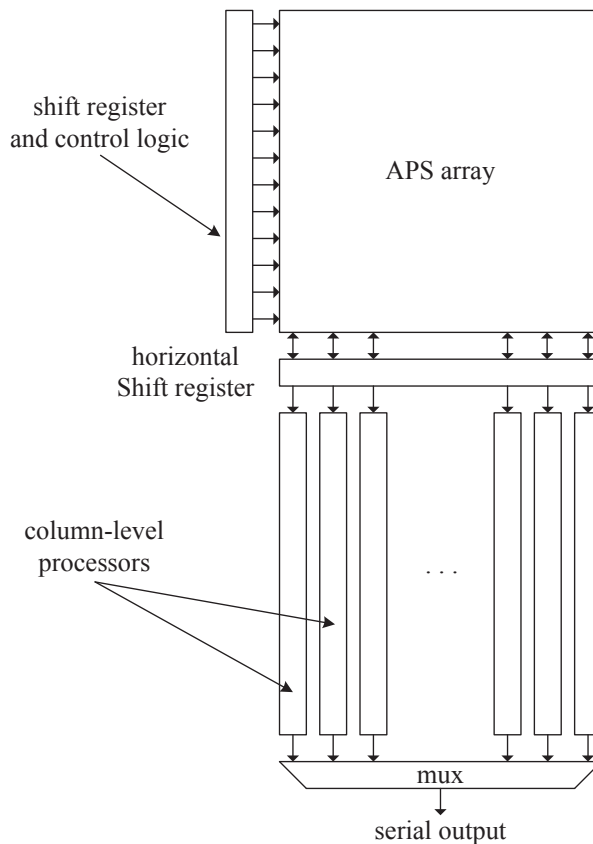 shift register
and control logic
APS array
horizontal
Shift register
column-level
processors
. . .
mux
serial output